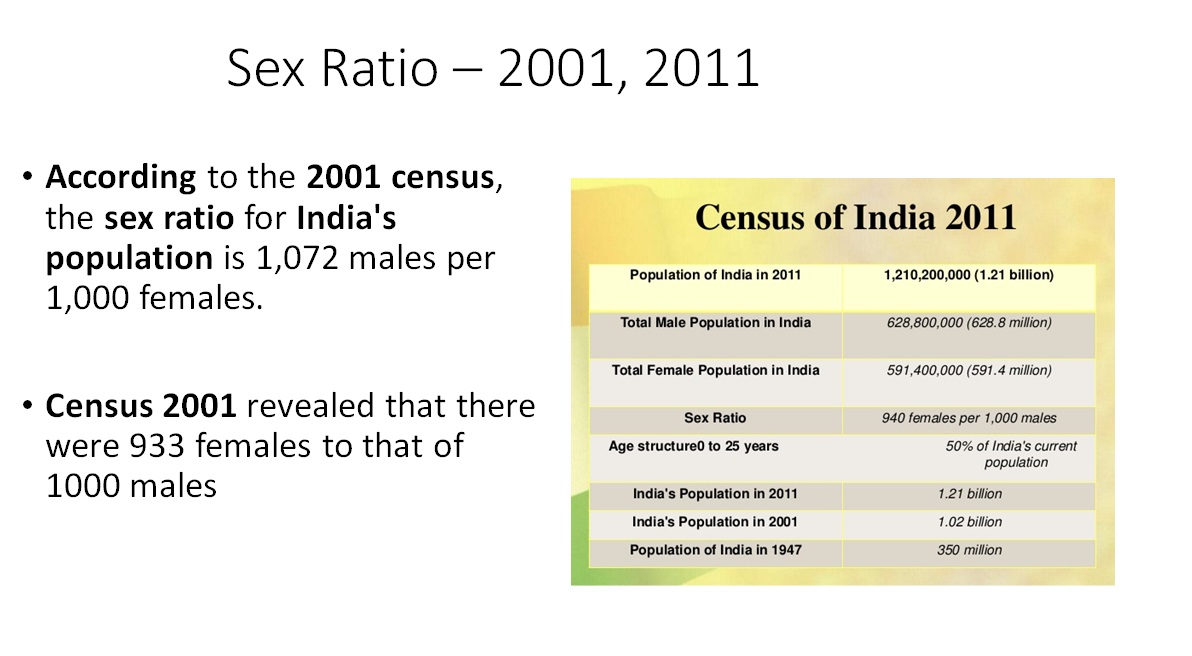 Sex Ratio – 2001, 2011
• According to the 2001 census,
the sex ratio for India's
population is 1,072 males per
1,000 females.
• Census 2001 revealed that there
were 933 females to that of
1000 males
Census of India 2011
Population of India in 2011 1,210,200,000 (1.21 billion)
Total Male Population in India 628,800,000 (628.8 million)
Total Female Population in India 591,400,000 (591.4 million)
Sex Ratio 940 females per 1,000 males
Age structure0 to 25 years 50% of India's current
population
India's Population in 2011 1.21 billion
India's Population in 2001 1.02 billion
Population of India in 1947 350 million